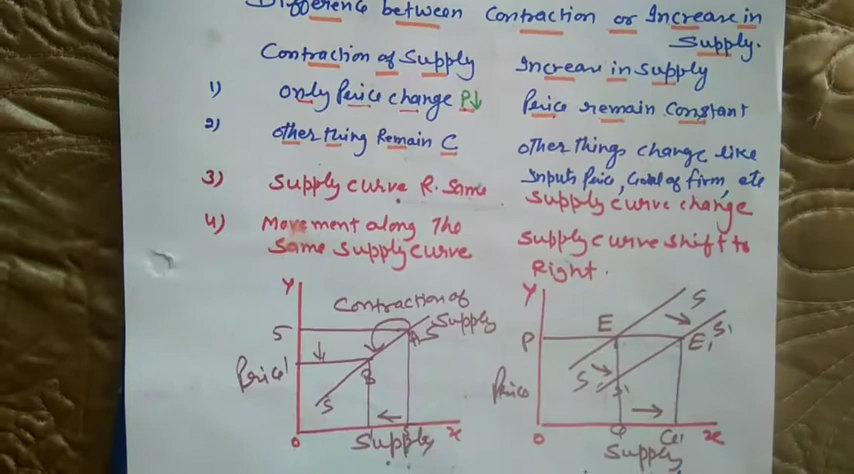 Difference between Contraction or Increase in
Supply.
Contraction of Supply
Increase in Supply
1) Only Price change P↓
Price remain Constant
2) other thing Remain C
other things change like
Inputs Price, Goal of firm, etc
3) Supply curve R. Same
Supply curve change
4) Movement along The
Same Supply curve
Supply curve shift to
Right.
Y
Contraction of
Supply
5
A S
Price
1
B
S
O
Supply
X
Y
S
E
S1
P
E1
S
S1
Price
O
Q
Q1
X
Supply